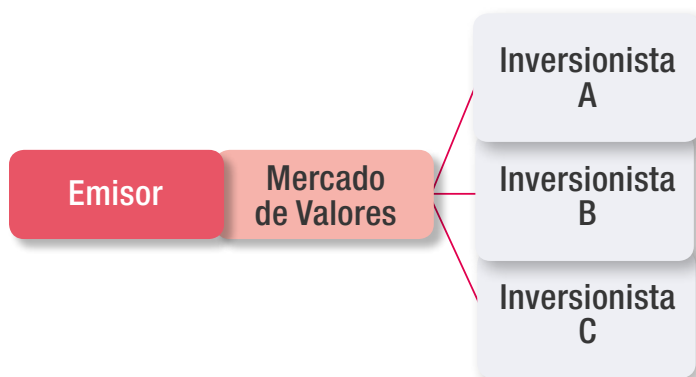 Emisor
Mercado
de Valores
Inversionista
A
Inversionista
B
Inversionista
C